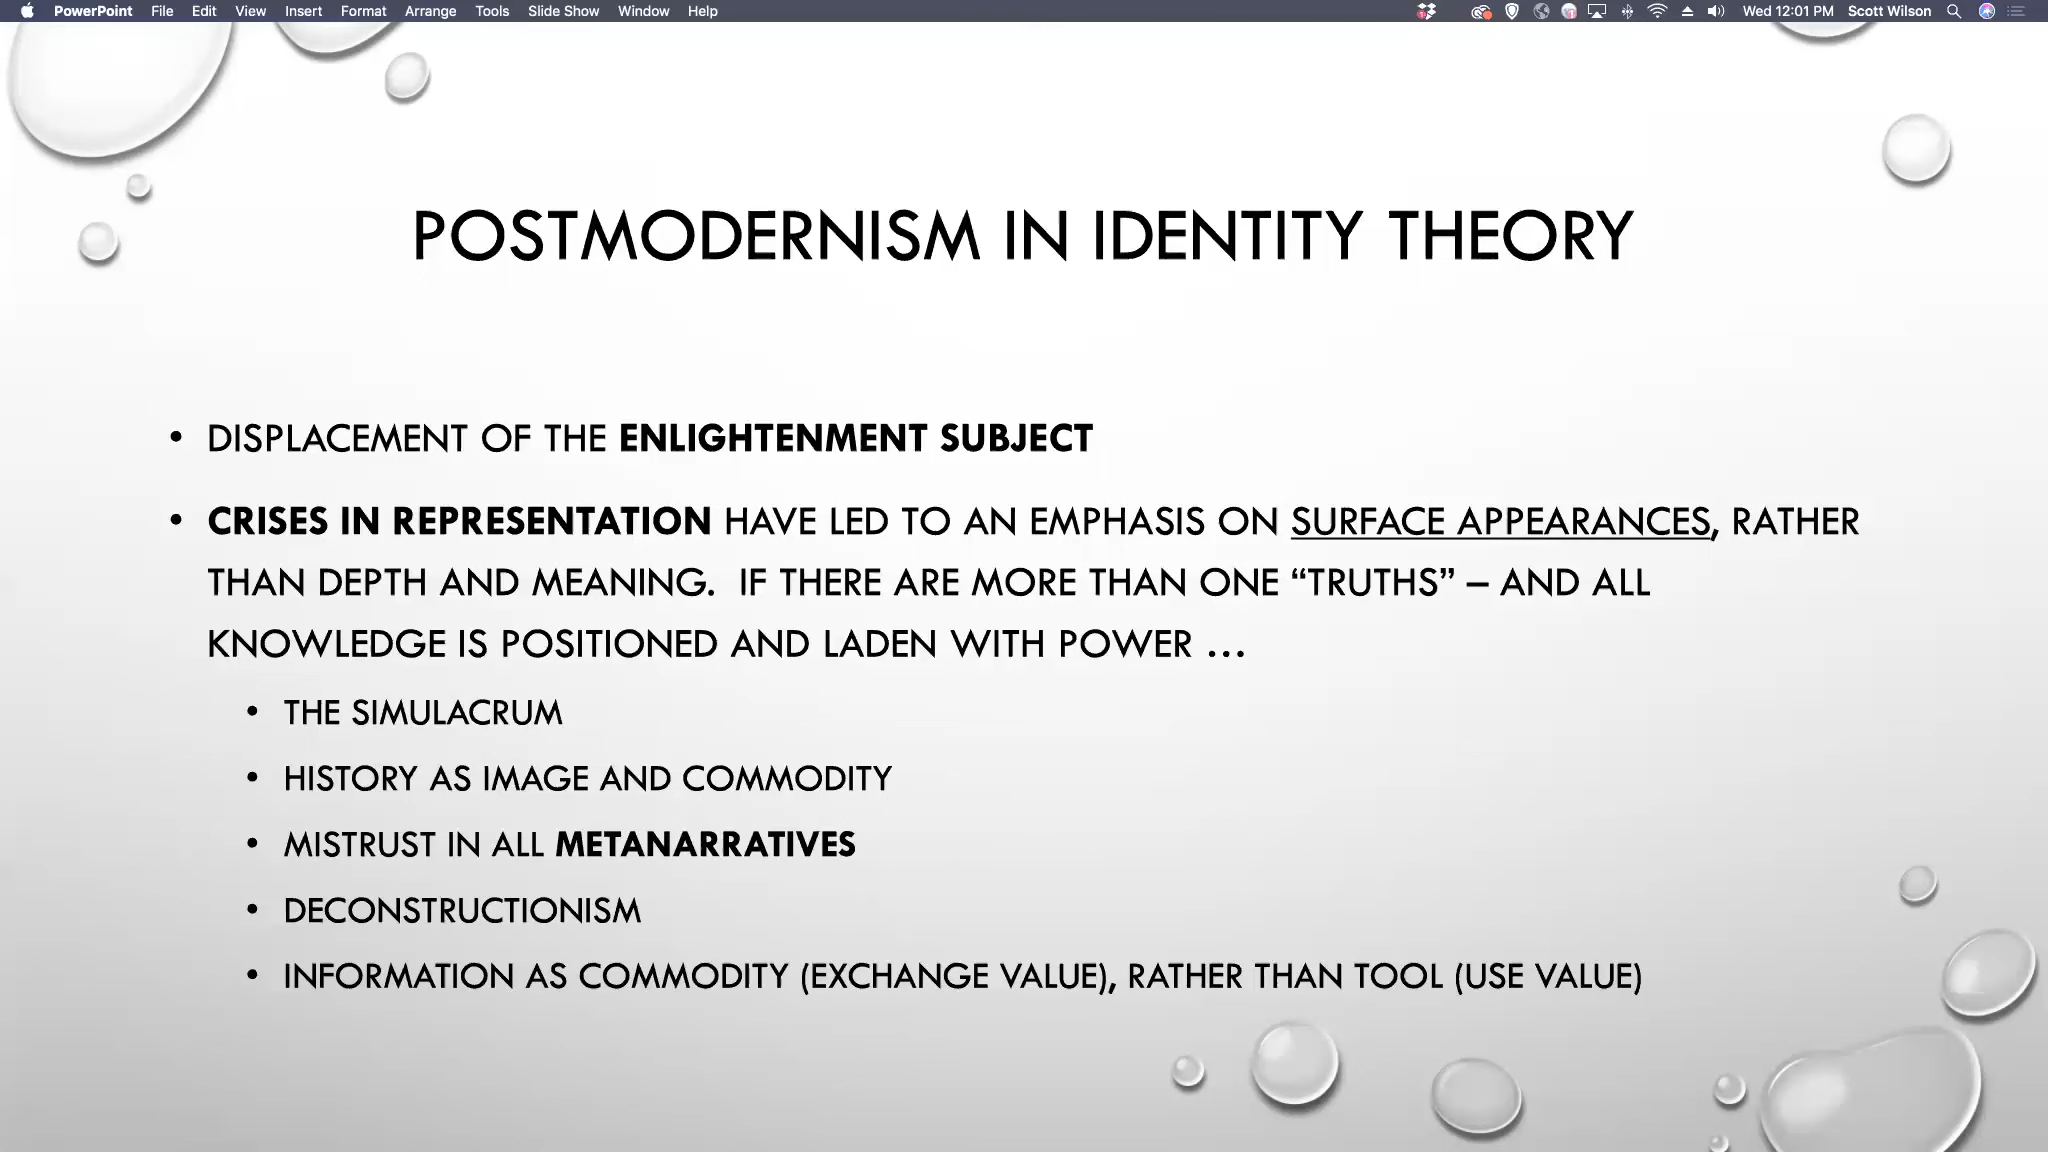 PowerPoint File Edit View Insert Format Arrange Tools Slide Show Window Help Wed 12:01 PM Scott Wilson
POSTMODERNISM IN IDENTITY THEORY
• DISPLACEMENT OF THE ENLIGHTENMENT SUBJECT
• CRISES IN REPRESENTATION HAVE LED TO AN EMPHASIS ON SURFACE APPEARANCES, RATHER
THAN DEPTH AND MEANING. IF THERE ARE MORE THAN ONE “TRUTHS” – AND ALL
KNOWLEDGE IS POSITIONED AND LADEN WITH POWER …
• THE SIMULACRUM
• HISTORY AS IMAGE AND COMMODITY
• MISTRUST IN ALL METANARRATIVES
• DECONSTRUCTIONISM
• INFORMATION AS COMMODITY (EXCHANGE VALUE), RATHER THAN TOOL (USE VALUE)